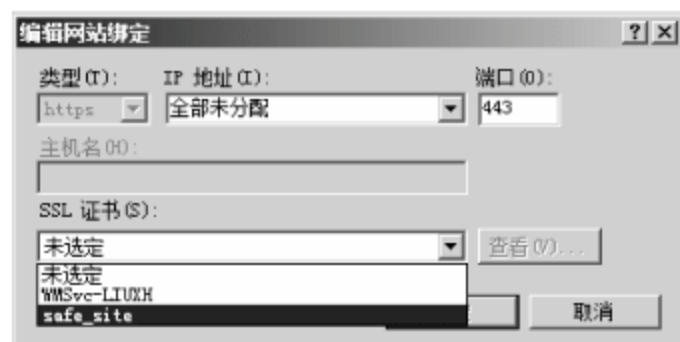 编辑网站绑定
类型(T): IP 地址(I): 端口(O):
https 全部未分配 443
主机名(H):
SSL 证书(S):
未选定 查看(V)...
未选定
WMSvc-LIUXH
safe_site
取消